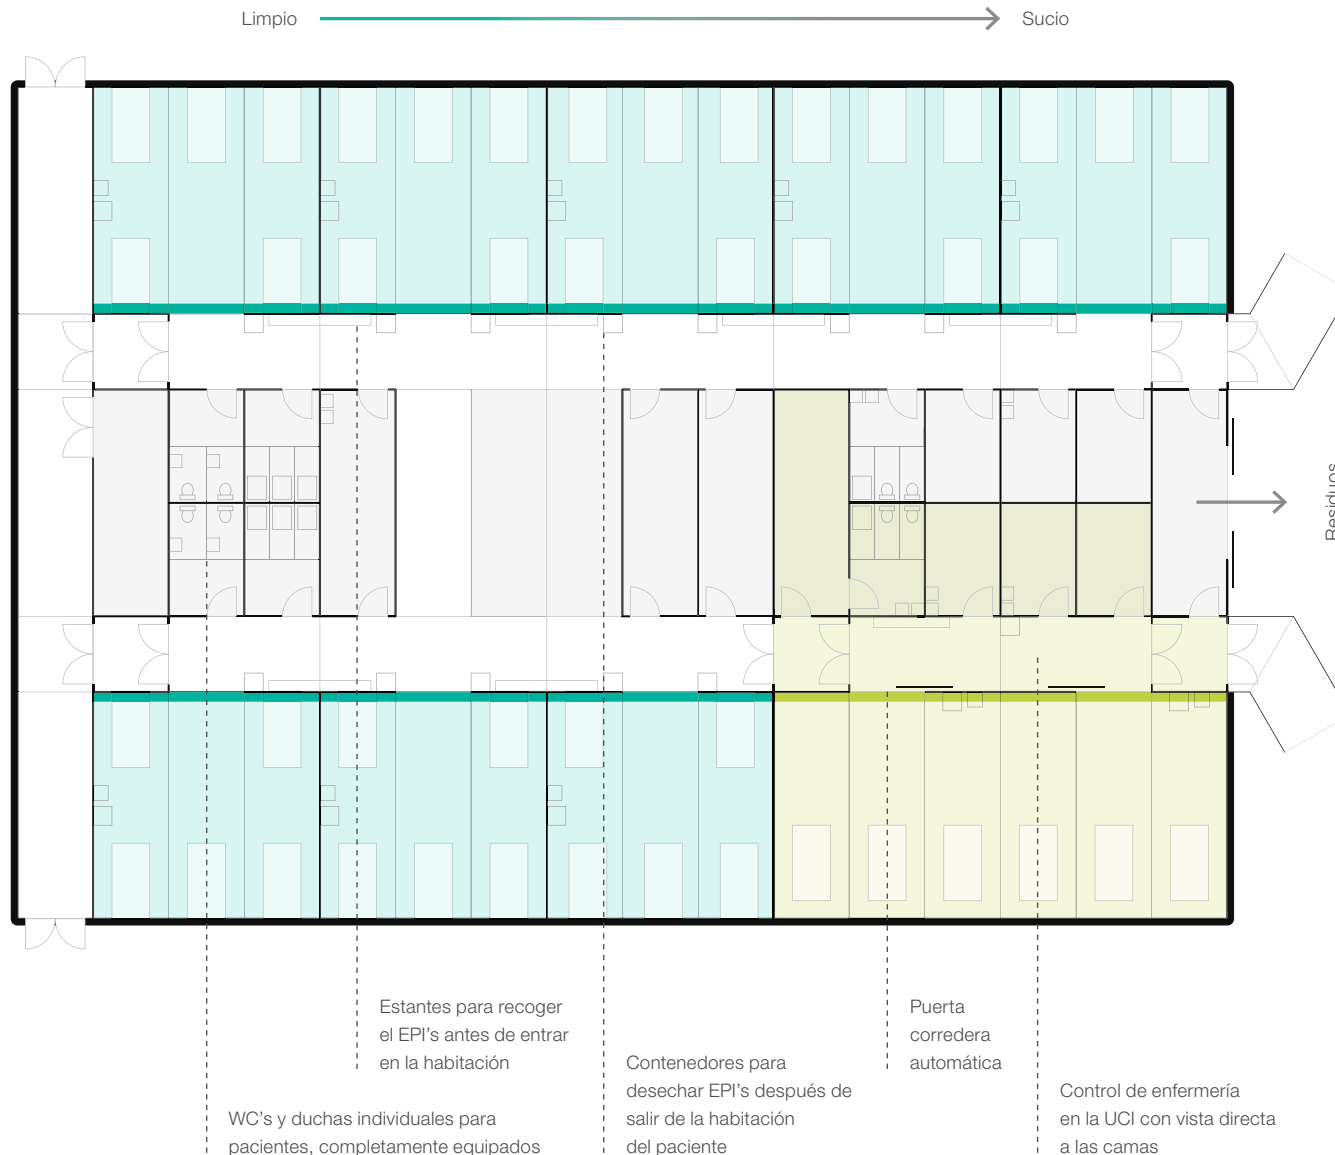 Limpio
Sucio
Residuos
Estantes para recoger
el EPI's antes de entrar
en la habitación
Puerta
corredera
automática
Contenedores para
desechar EPI's después de
salir de la habitación
del paciente
Control de enfermería
en la UCI con vista directa
a las camas
WC's y duchas individuales para
pacientes, completamente equipados